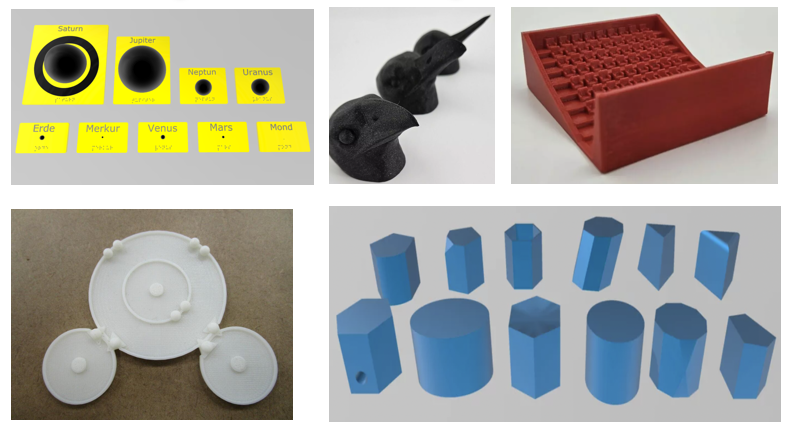 Saturn
Jupiter
Neptun
Uranus
Erde
Merkur
Venus
Mars
Mond